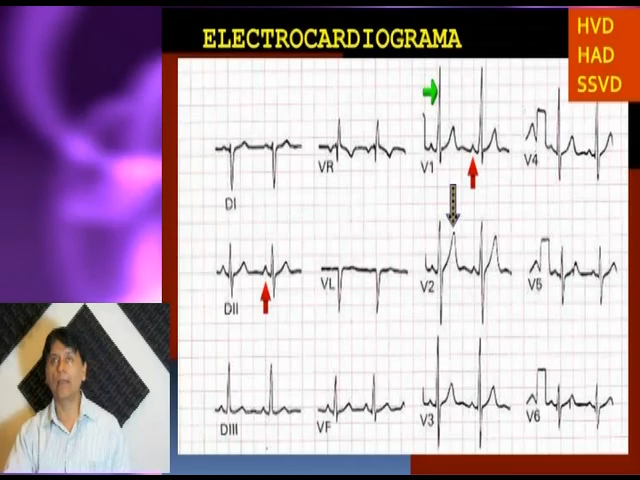 ELECTROCARDIOGRAMA
HVD
HAD
SSVD
DI
VR
V1
V4
DII
VL
V2
V5
DIII
VF
V3
V6